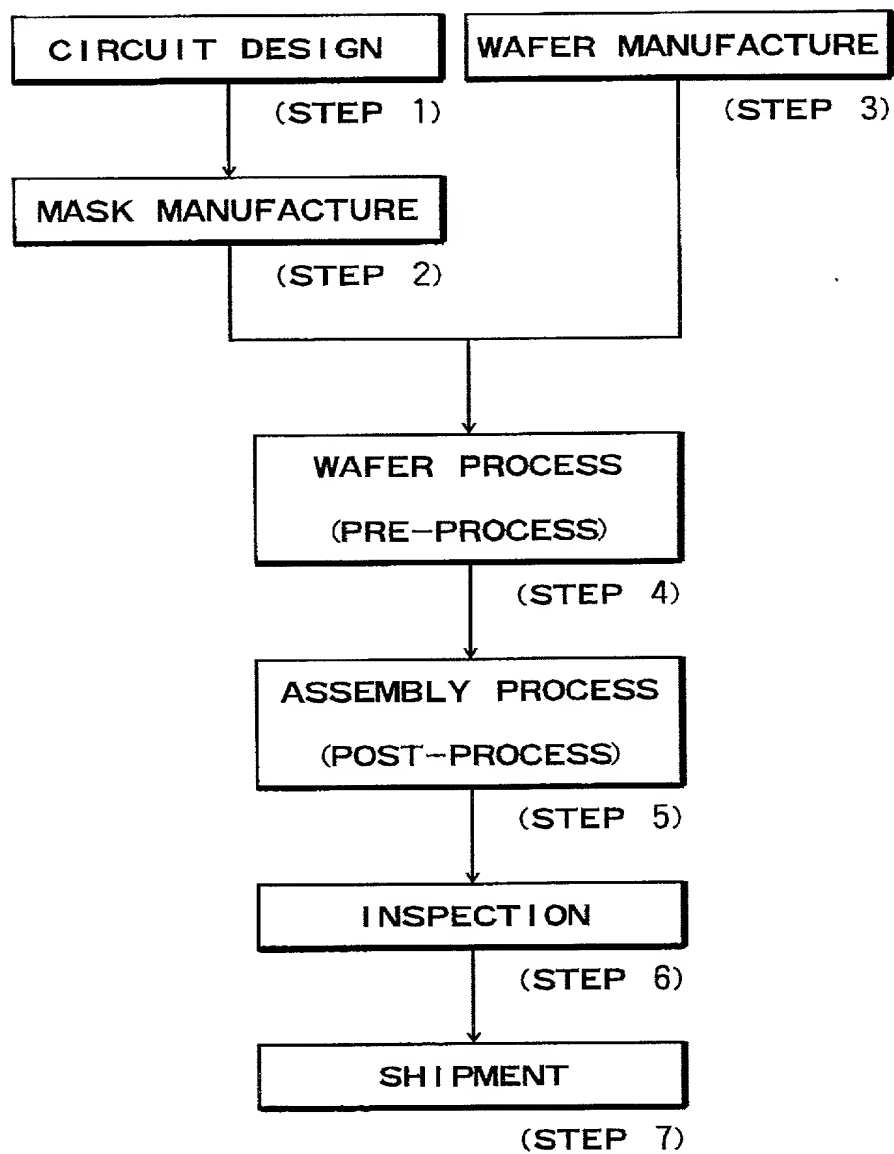 CIRCUIT DESIGN
(STEP 1)
MASK MANUFACTURE
(STEP 2)
WAFER MANUFACTURE
(STEP 3)
WAFER PROCESS
(PRE-PROCESS)
(STEP 4)
ASSEMBLY PROCESS
(POST-PROCESS)
(STEP 5)
INSPECTION
(STEP 6)
SHIPMENT
(STEP 7)